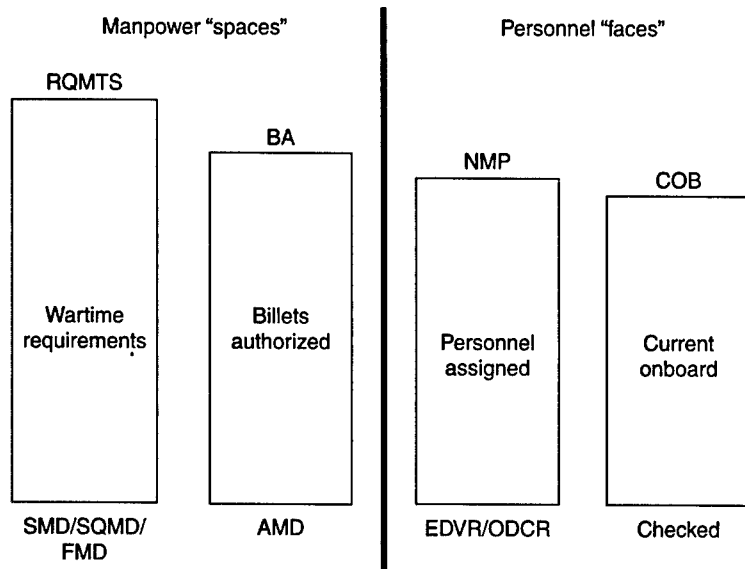 Manpower “spaces”
Personnel “faces”
RQMTS
BA
NMP
COB
Wartime
requirements
Billets
authorized
Personnel
assigned
Current
onboard
SMD/SQMD/
FMD
AMD
EDVR/ODCR
Checked